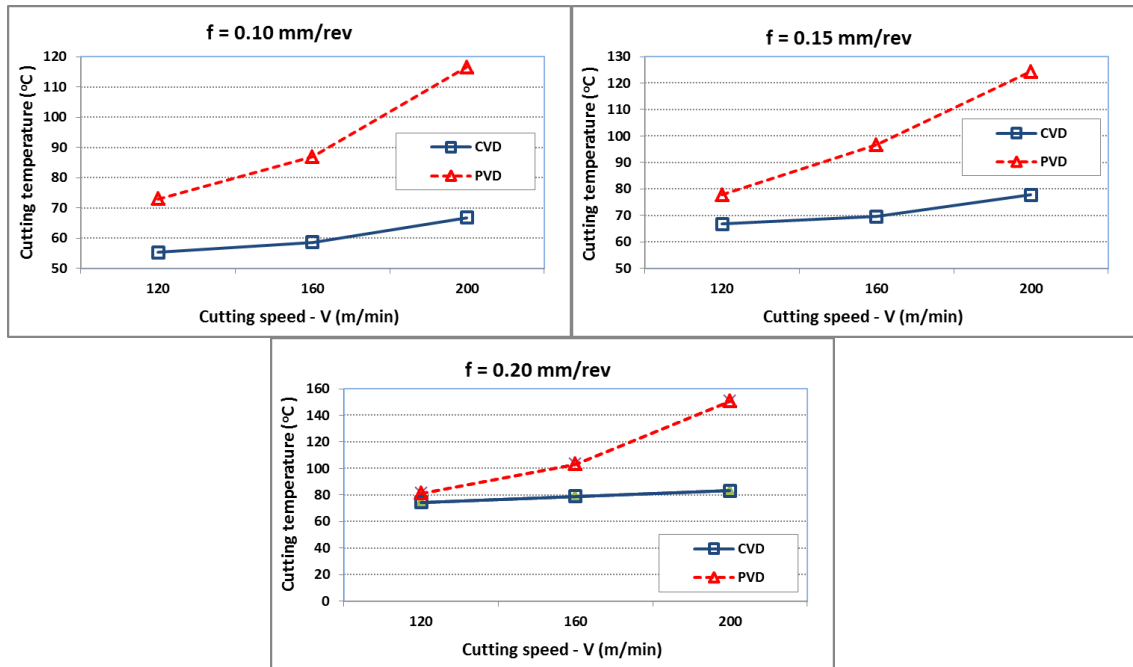 f = 0.10 mm/rev
Cutting temperature (°C)
120
110
100
90
80
70
60
50
CVD
PVD
120 160 200
Cutting speed - V (m/min)
f = 0.15 mm/rev
Cutting temperature (°C)
130
120
110
100
90
80
70
60
50
CVD
PVD
120 160 200
Cutting speed - V (m/min)
f = 0.20 mm/rev
Cutting temperature (°C)
160
140
120
100
80
60
40
20
0
CVD
PVD
120 160 200
Cutting speed - V (m/min)